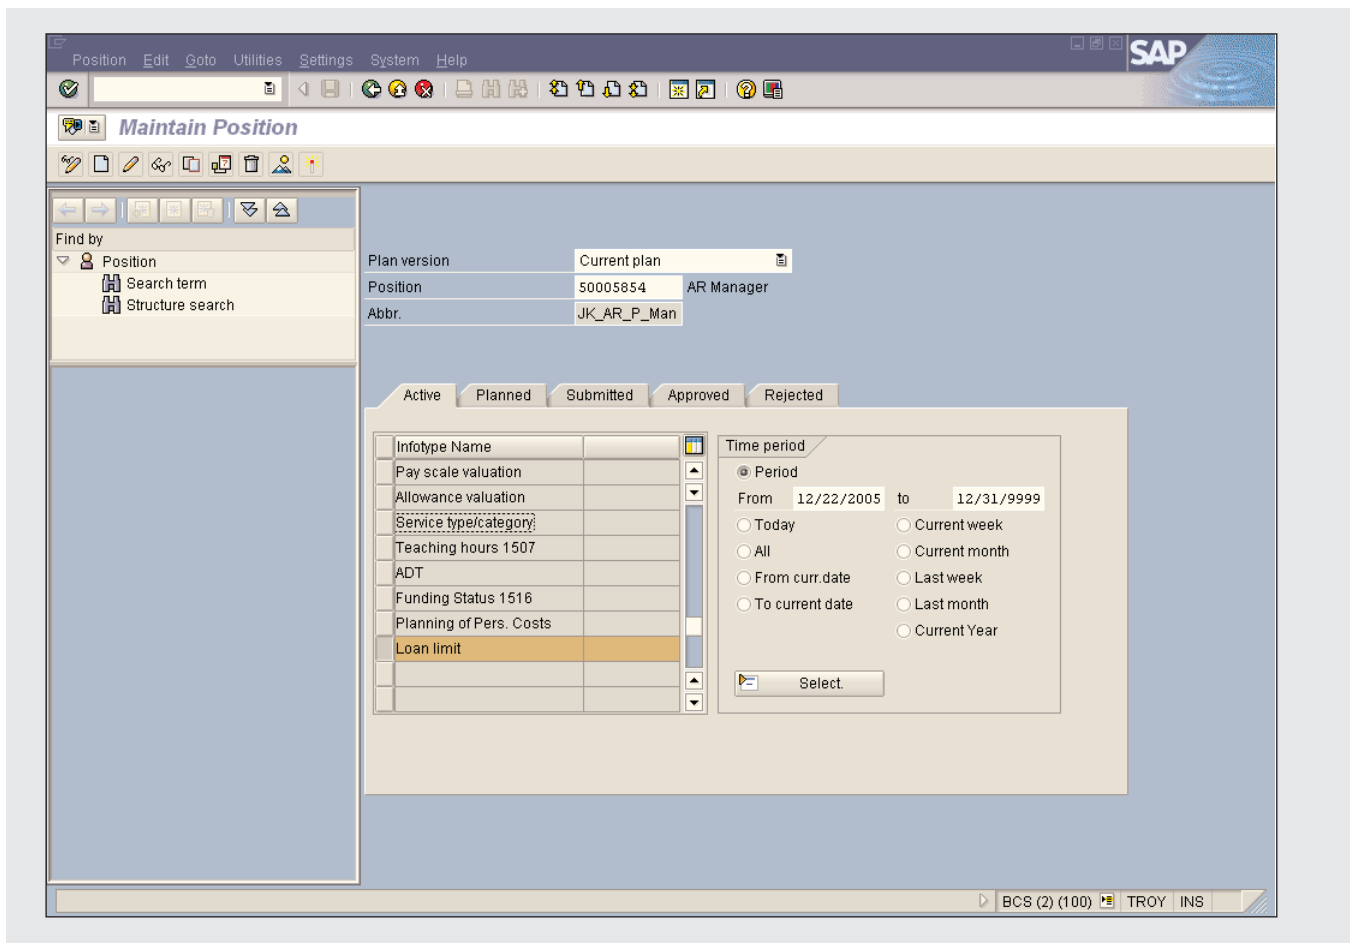 Position Edit Goto Utilities Settings System Help
SAP
Maintain Position
Find by
Position
Search term
Structure search
Plan version Current plan
Position 50005854 AR Manager
Abbr. JK_AR_P_Man
Active Planned Submitted Approved Rejected
Infotype Name
Pay scale valuation
Allowance valuation
Service type/category
Teaching hours 1507
ADT
Funding Status 1516
Planning of Pers. Costs
Loan limit
Time period
Period
From 12/22/2005 to 12/31/9999
Today Current week
All Current month
From curr.date Last week
To current date Last month
Current Year
Select.
BCS (2) (100) TROY INS